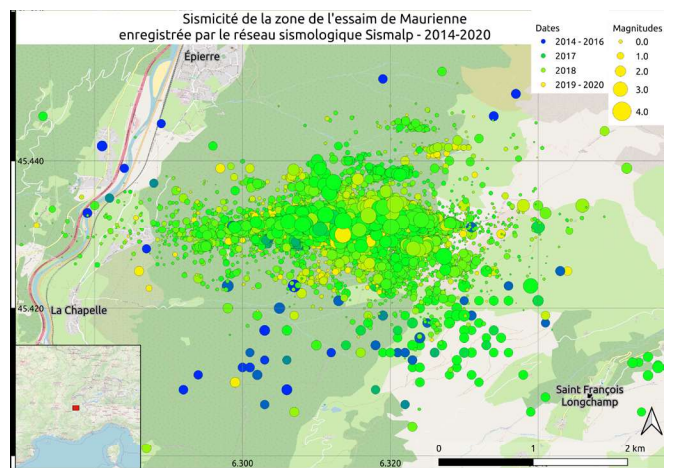 Sismicité de la zone de l'essaim de Maurienne
enregistrée par le réseau sismologique Sismalp - 2014-2020
Dates
2014 - 2016
2017
2018
2019 - 2020
Magnitudes
0.0
1.0
2.0
3.0
4.0
Épierre
45,440
45,420
La Chapelle
Saint François
Longchamp
6.300
6.320
0
1
2 km